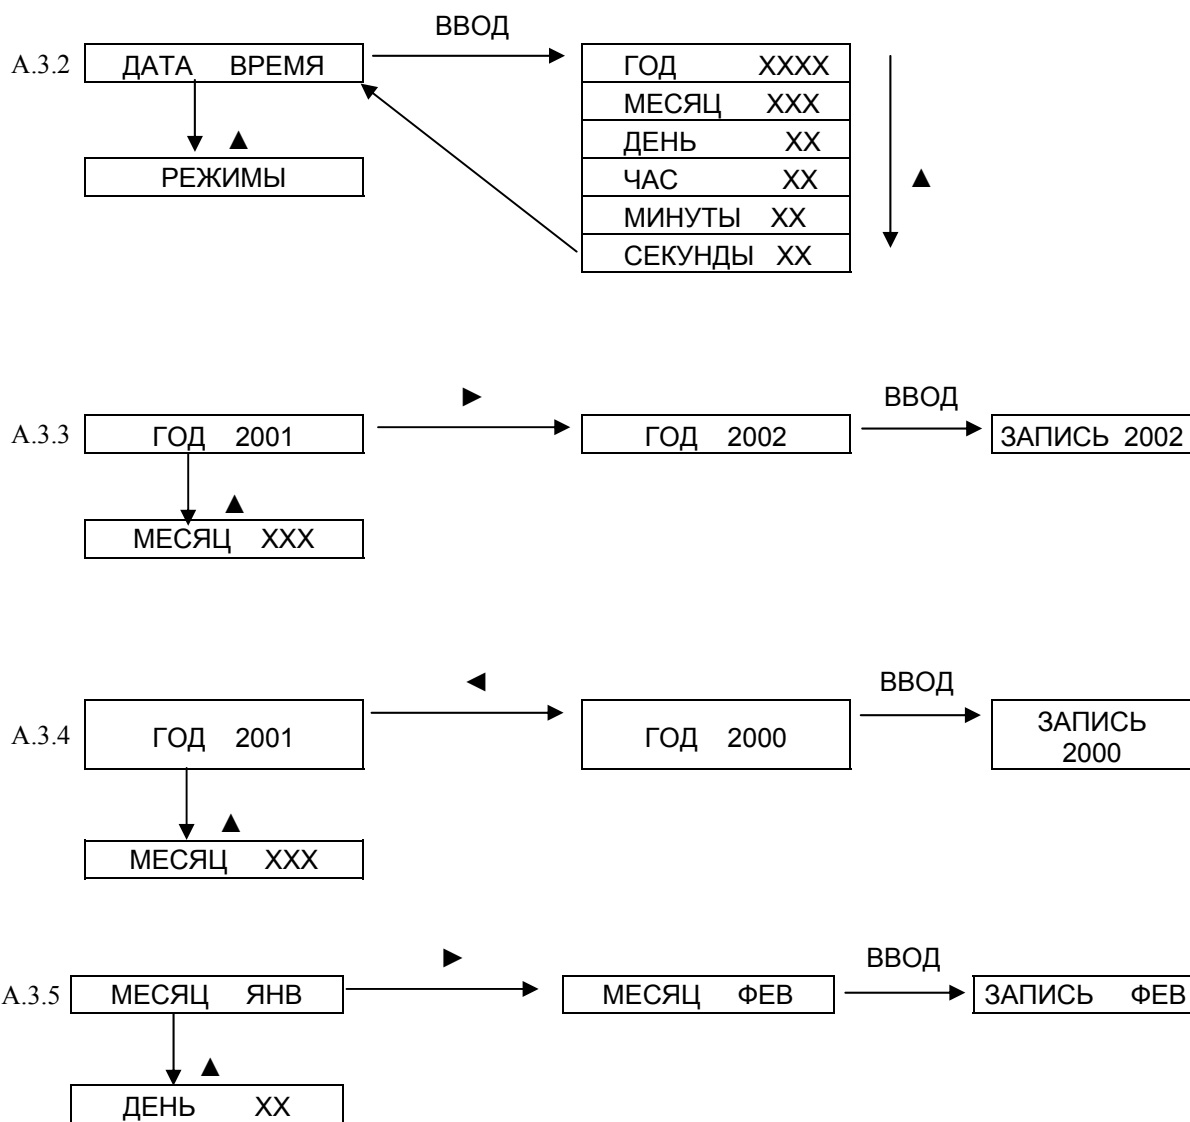 ВВОД
А.3.2 ДАТА ВРЕМЯ ГОД XXXX
МЕСЯЦ XXX
▲ ДЕНЬ XX
РЕЖИМЫ ЧАС XX ▲
МИНУТЫ XX
СЕКУНДЫ XX
► ВВОД
А.3.3 ГОД 2001 ГОД 2002 ЗАПИСЬ 2002
▲
МЕСЯЦ XXX
◄ ВВОД
А.3.4 ГОД 2001 ГОД 2000 ЗАПИСЬ
2000
▲
МЕСЯЦ XXX
► ВВОД
А.3.5 МЕСЯЦ ЯНВ МЕСЯЦ ФЕВ ЗАПИСЬ ФЕВ
▲
ДЕНЬ XX